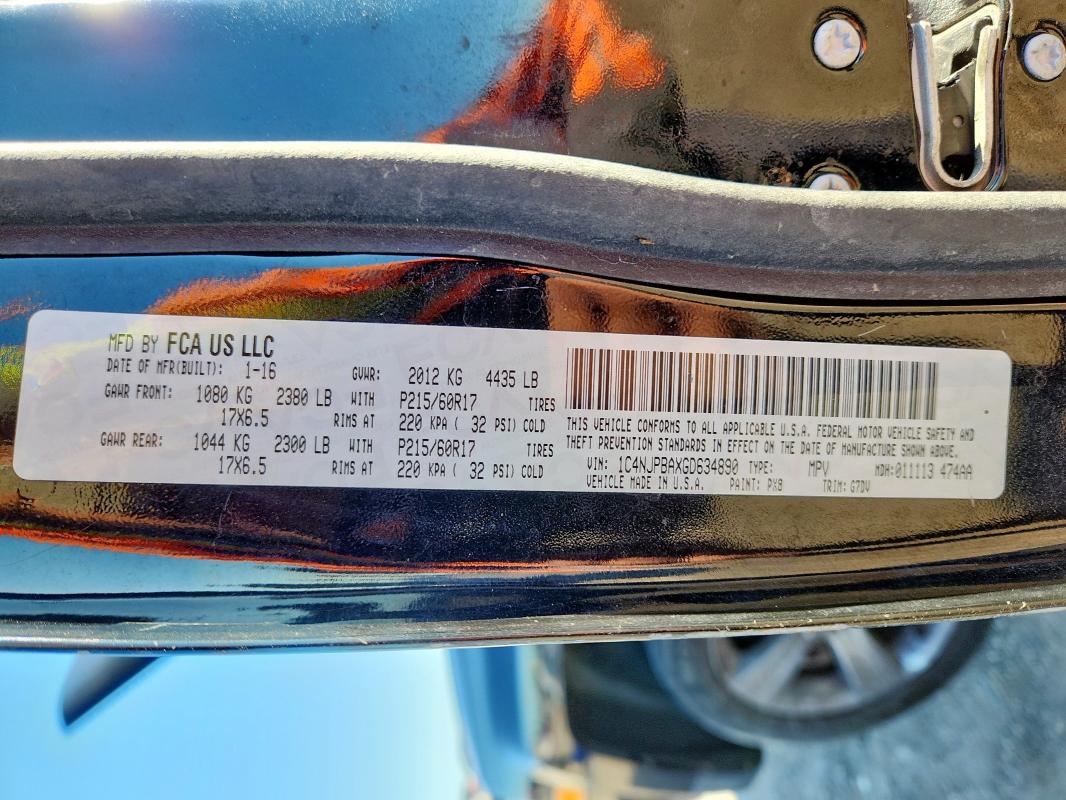 MFD BY FCA US LLC
DATE OF MFR(BUILT): 1-16 GVWR: 2012 KG 4435 LB
GAWR FRONT: 1080 KG 2380 LB WITH P215/60R17 TIRES
17X6.5 RIMS AT 220 KPA ( 32 PSI) COLD
GAWR REAR: 1044 KG 2300 LB WITH P215/60R17 TIRES
17X6.5 RIMS AT 220 KPA ( 32 PSI) COLD
THIS VEHICLE CONFORMS TO ALL APPLICABLE U.S.A. FEDERAL MOTOR VEHICLE SAFETY AND
THEFT PREVENTION STANDARDS IN EFFECT ON THE DATE OF MANUFACTURE SHOWN ABOVE.
VIN: 1C4NJPBAXGD634890 TYPE: MPV MDH:011113 474AA
VEHICLE MADE IN U.S.A. PAINT: PX8 TRIM: G7DV